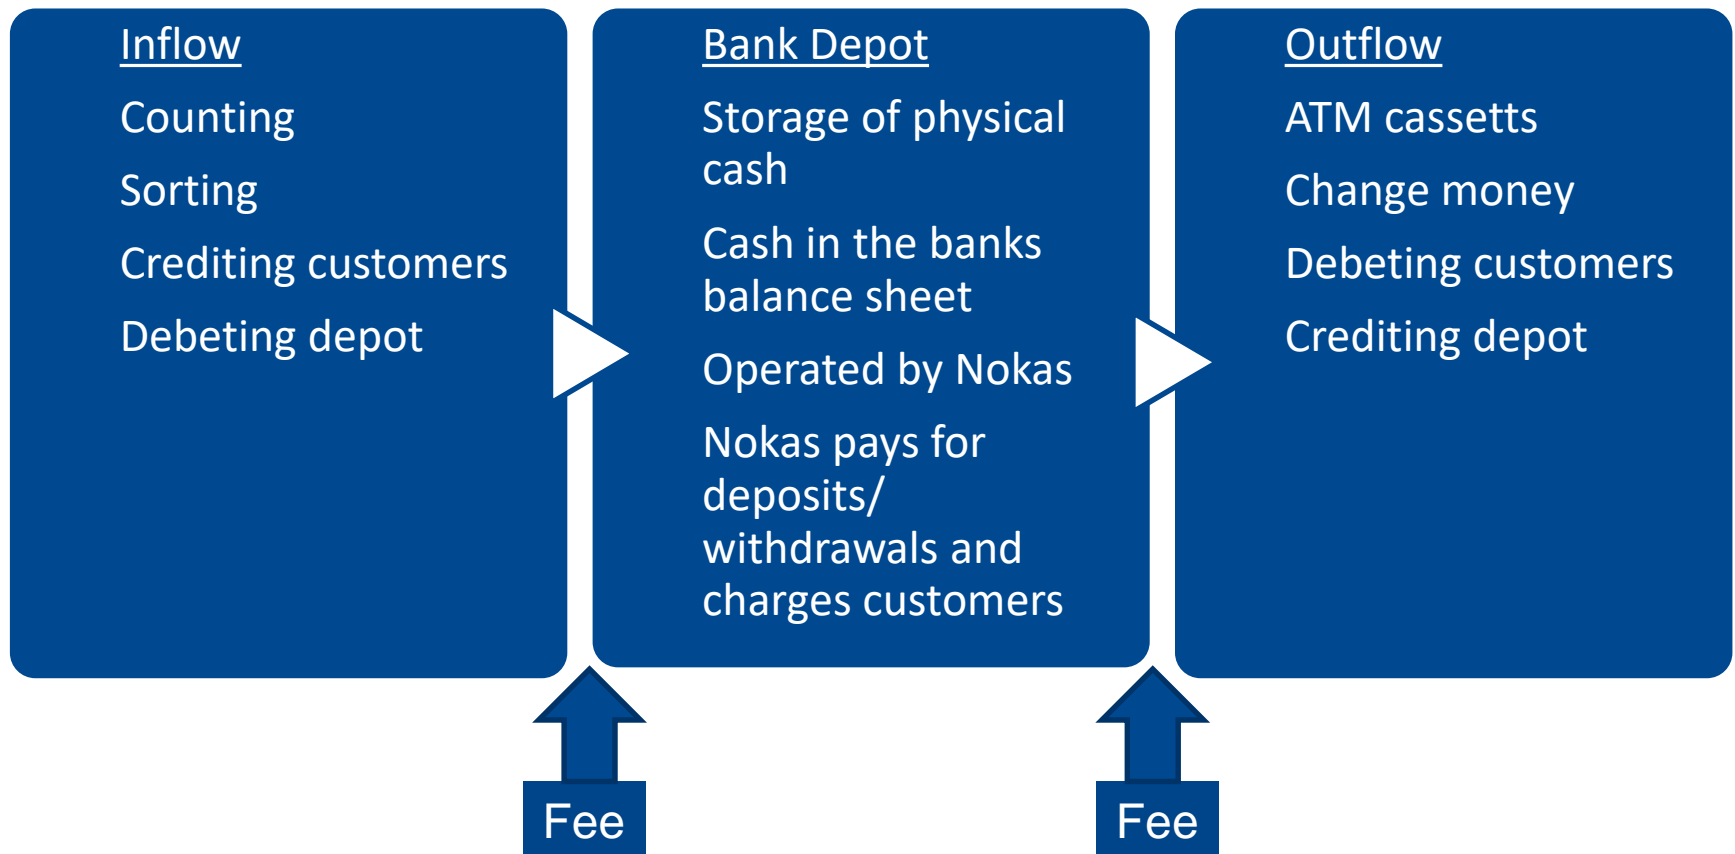 Inflow
Counting
Sorting
Crediting customers
Debeting depot
Bank Depot
Storage of physical
cash
Cash in the banks
balance sheet
Operated by Nokas
Nokas pays for
deposits/
withdrawals and
charges customers
Outflow
ATM cassetts
Change money
Debeting customers
Crediting depot
Fee
Fee